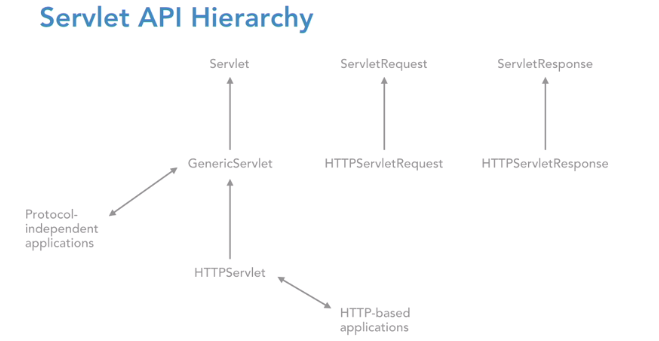 Servlet API Hierarchy
Servlet
ServletRequest
ServletResponse
GenericServlet
HTTPServletRequest
HTTPServletResponse
Protocol-
independent
applications
HTTPServlet
HTTP-based
applications